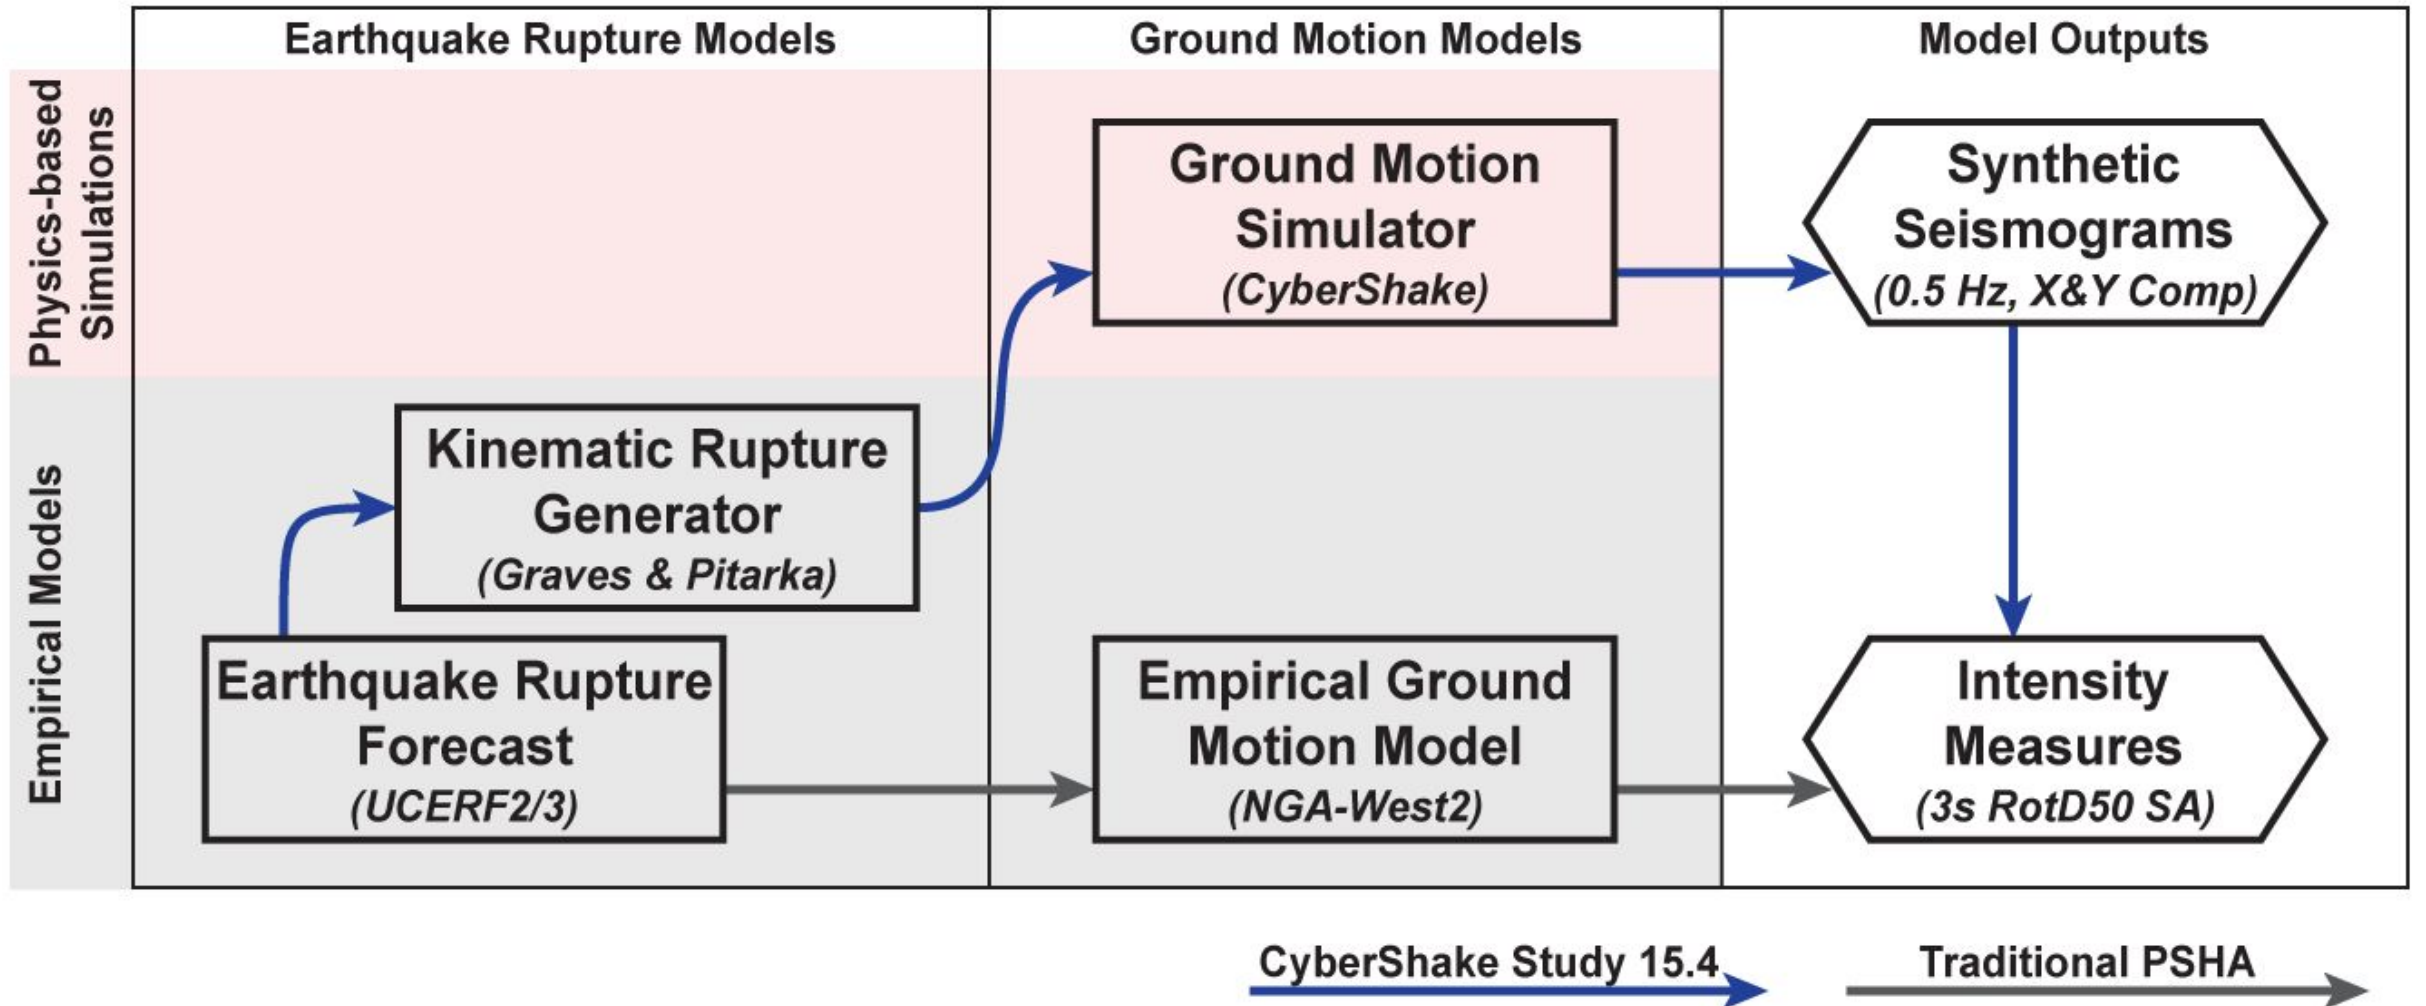 Earthquake Rupture Models
Ground Motion Models
Model Outputs
Physics-based
Simulations
Ground Motion
Simulator
(CyberShake)
Synthetic
Seismograms
(0.5 Hz, X&Y Comp)
Empirical Models
Kinematic Rupture
Generator
(Graves & Pitarka)
Earthquake Rupture
Forecast
(UCERF2/3)
Empirical Ground
Motion Model
(NGA-West2)
Intensity
Measures
(3s RotD50 SA)
CyberShake Study 15.4
Traditional PSHA